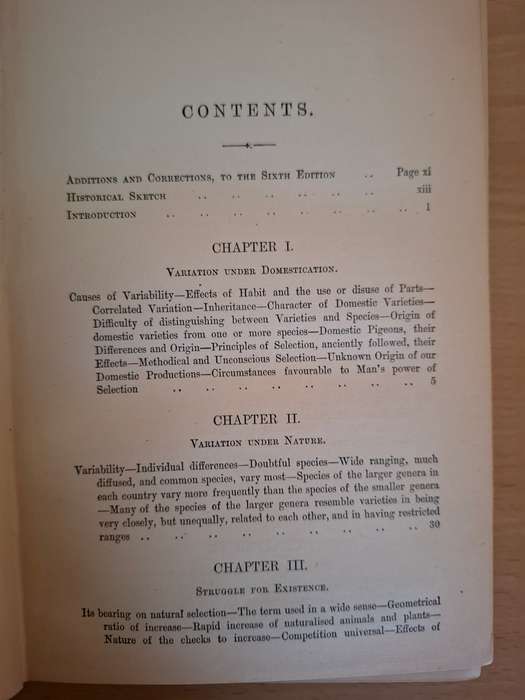 CONTENTS.
ADDITIONS AND CORRECTIONS, TO THE SIXTH EDITION .. Page xi
HISTORICAL SKETCH .. .. .. .. .. .. xiii
INTRODUCTION .. .. .. .. .. .. .. 1
CHAPTER I.
VARIATION UNDER DOMESTICATION.
Causes of Variability—Effects of Habit and the use or disuse of Parts—
Correlated Variation—Inheritance—Character of Domestic Varieties—
Difficulty of distinguishing between Varieties and Species—Origin of
domestic varieties from one or more species—Domestic Pigeons, their
Differences and Origin—Principles of Selection, anciently followed, their
Effects—Methodical and Unconscious Selection—Unknown Origin of our
Domestic Productions—Circumstances favourable to Man's power of
Selection .. .. .. .. .. .. .. .. 5
CHAPTER II.
VARIATION UNDER NATURE.
Variability—Individual differences—Doubtful species—Wide ranging, much
diffused, and common species, vary most—Species of the larger genera in
each country vary more frequently than the species of the smaller genera
—Many of the species of the larger genera resemble varieties in being
very closely, but unequally, related to each other, and in having restricted
ranges .. .. .. .. .. .. .. .. .. 30
CHAPTER III.
STRUGGLE FOR EXISTENCE.
Its bearing on natural selection—The term used in a wide sense—Geometrical
ratio of increase—Rapid increase of naturalised animals and plants—
Nature of the checks to increase—Competition universal—Effects of